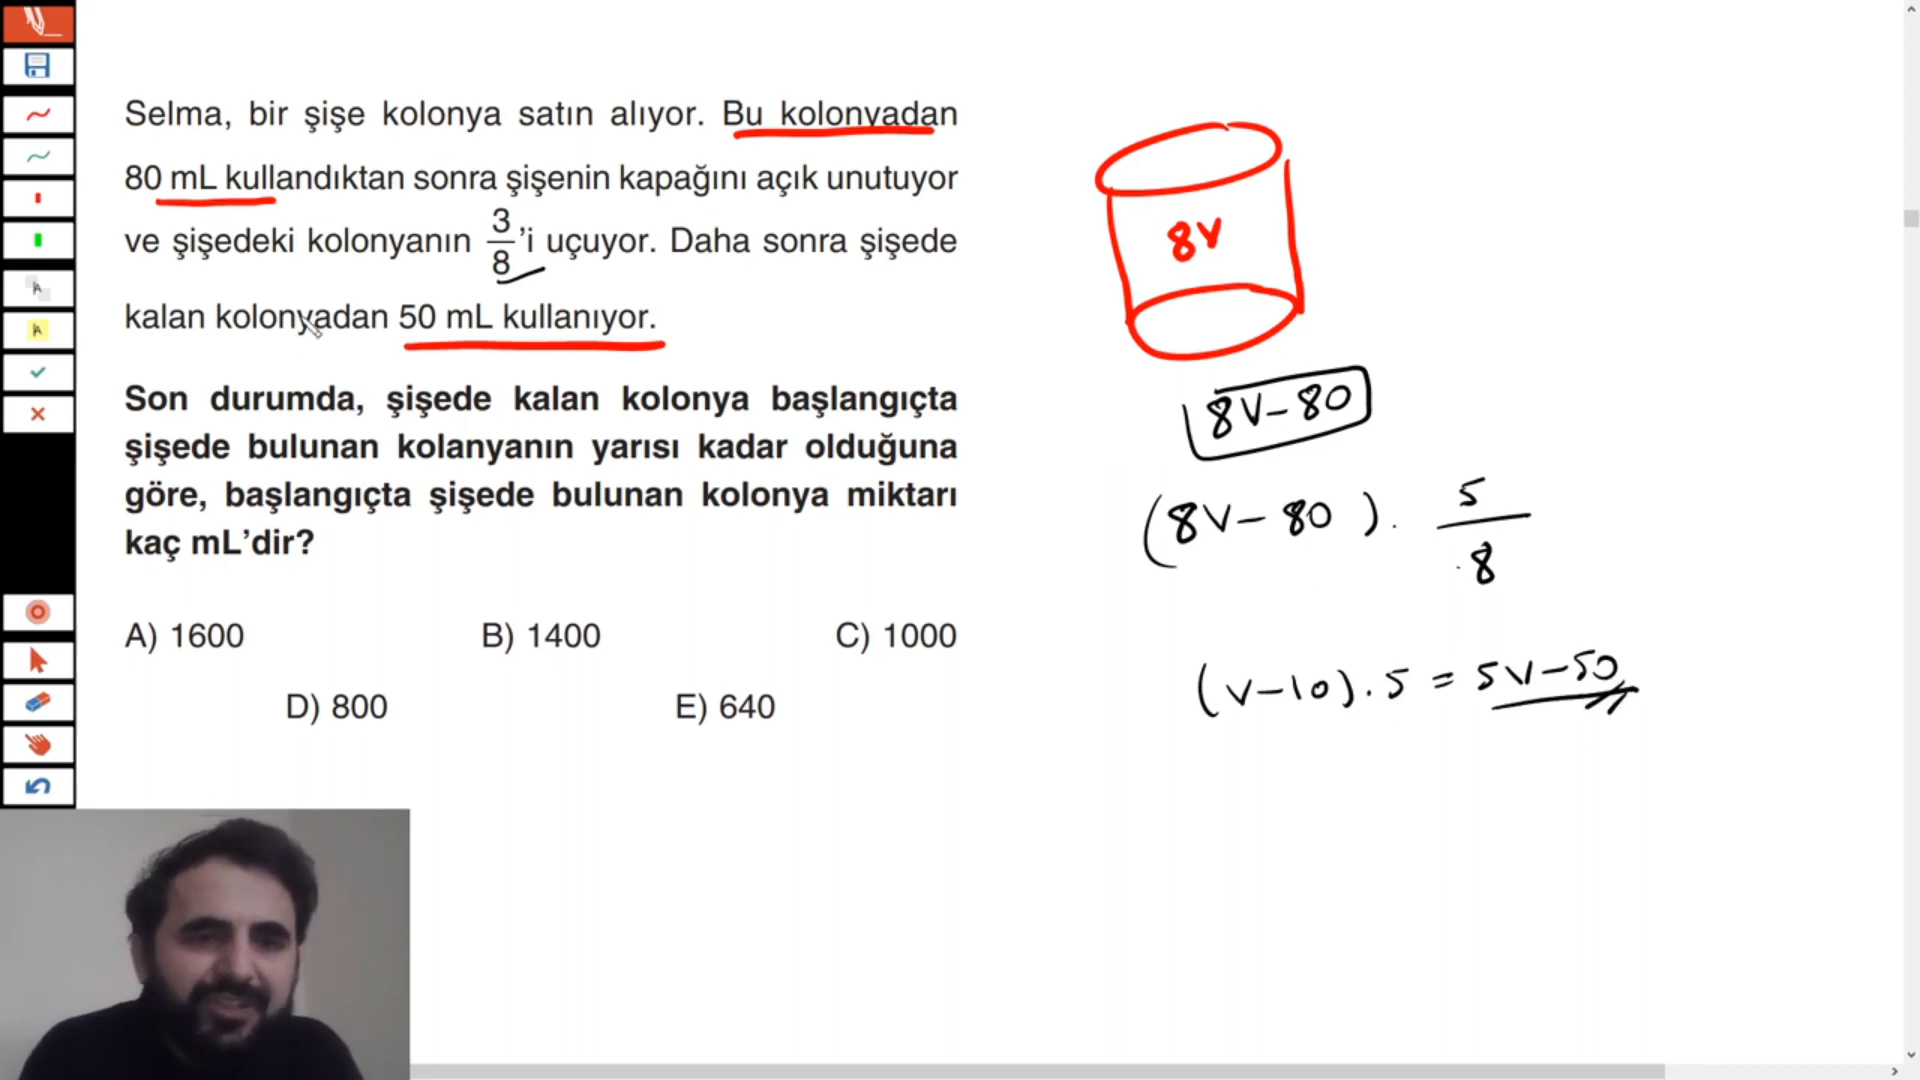 Selma, bir şişe kolonya satın alıyor. Bu kolonyadan
80 mL kullandıktan sonra şişenin kapağını açık unutuyor
ve şişedeki kolonyanın 3/8'i uçuyor. Daha sonra şişede
kalan kolonyadan 50 mL kullanıyor.
Son durumda, şişede kalan kolonya başlangıçta
şişede bulunan kolanyanın yarısı kadar olduğuna
göre, başlangıçta şişede bulunan kolonya miktarı
kaç mL'dir?
A) 1600 B) 1400 C) 1000
D) 800 E) 640
8V
8V-80
(8V-80). 5/8
(V-10).5 = 5V-50